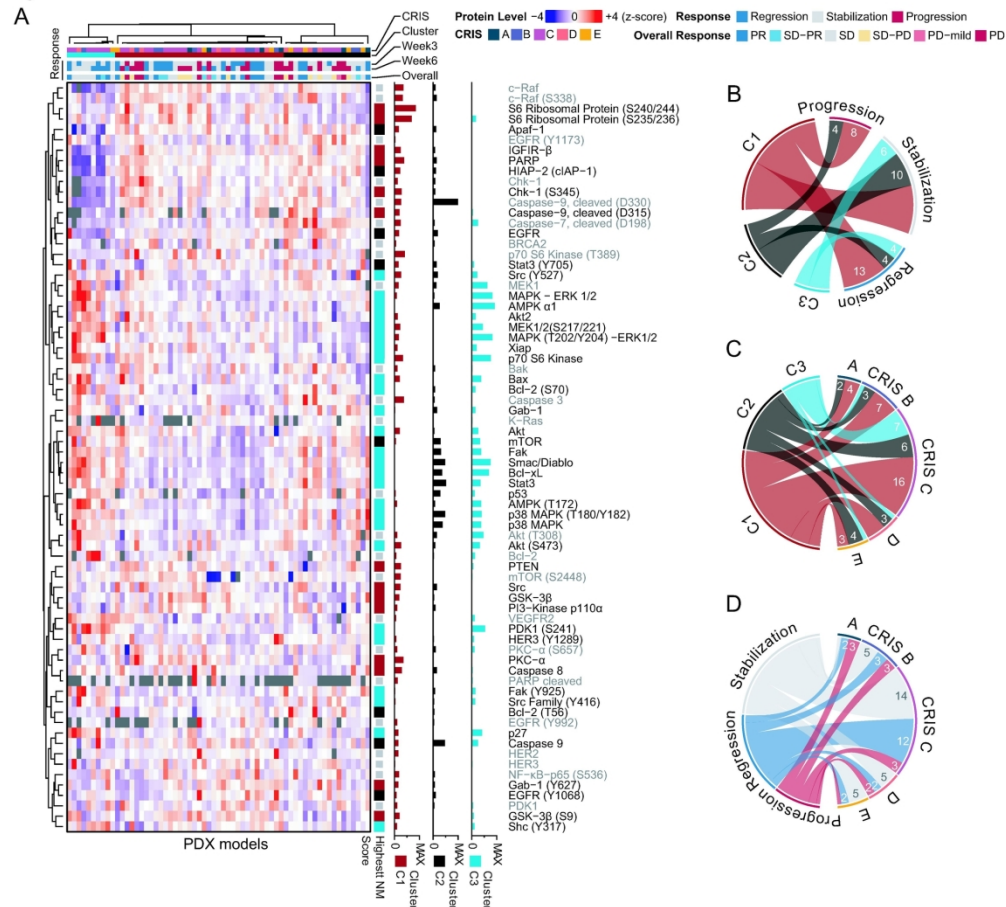 A
CRIS
Cluster
Week3
Week6
Overall
Response
Protein Level −4 0 +4 (z-score)
CRIS A B C D E
Response Regression Stabilization Progression
Overall Response PR SD-PR SD SD-PD PD-mild PD
c-Raf
c-Raf (S338)
S6 Ribosomal Protein (S240/244)
S6 Ribosomal Protein (S235/236)
Apaf-1
EGFR (Y1173)
IGFIR-β
PARP
HIAP-2 (cIAP-1)
Chk-1
Chk-1 (S345)
Caspase-9, cleaved (D330)
Caspase-9, cleaved (D315)
Caspase-7, cleaved (D198)
EGFR
BRCA2
p70 S6 Kinase (T389)
Stat3 (Y705)
Src (Y527)
MEK1
MAPK − ERK 1/2
AMPK α1
Akt2
MEK1/2(S217/221)
MAPK (T202/Y204) −ERK1/2
Xiap
p70 S6 Kinase
Bak
Bax
Bcl-2 (S70)
Caspase 3
Gab-1
K-Ras
Akt
mTOR
Fak
Smac/Diablo
Bcl-xL
Stat3
p53
AMPK (T172)
p38 MAPK (T180/Y182)
p38 MAPK
Akt (T308)
Akt (S473)
Bcl-2
PTEN
mTOR (S2448)
Src
GSK-3β
PI3-Kinase p110α
VEGFR2
PDK1 (S241)
HER3 (Y1289)
PKC-α (S657)
PKC-α
Caspase 8
PARP cleaved
Fak (Y925)
Src Family (Y416)
Bcl-2 (T56)
EGFR (Y992)
p27
Caspase 9
HER2
HER3
NF-κB-p65 (S536)
Gab-1 (Y627)
EGFR (Y1068)
PDK1
GSK-3β (S9)
Shc (Y317)
PDX models
Score
Highestt NM
0 MAX
Cluster
C1
0 MAX
Cluster
C2
0 MAX
Cluster
C3
B
Progression
C1
Stabilization
4 8
6
10
C2
C3
Regression
13
4
4
C
C3
A
CRIS B
C2
2 4 3
7
7
6
CRIS C
16
C1
3 4 3
E
D
D
Stabilization
A
CRIS B
2 3 5 3 3
14
CRIS C
12
3
Progression Regression
5
5
E
D